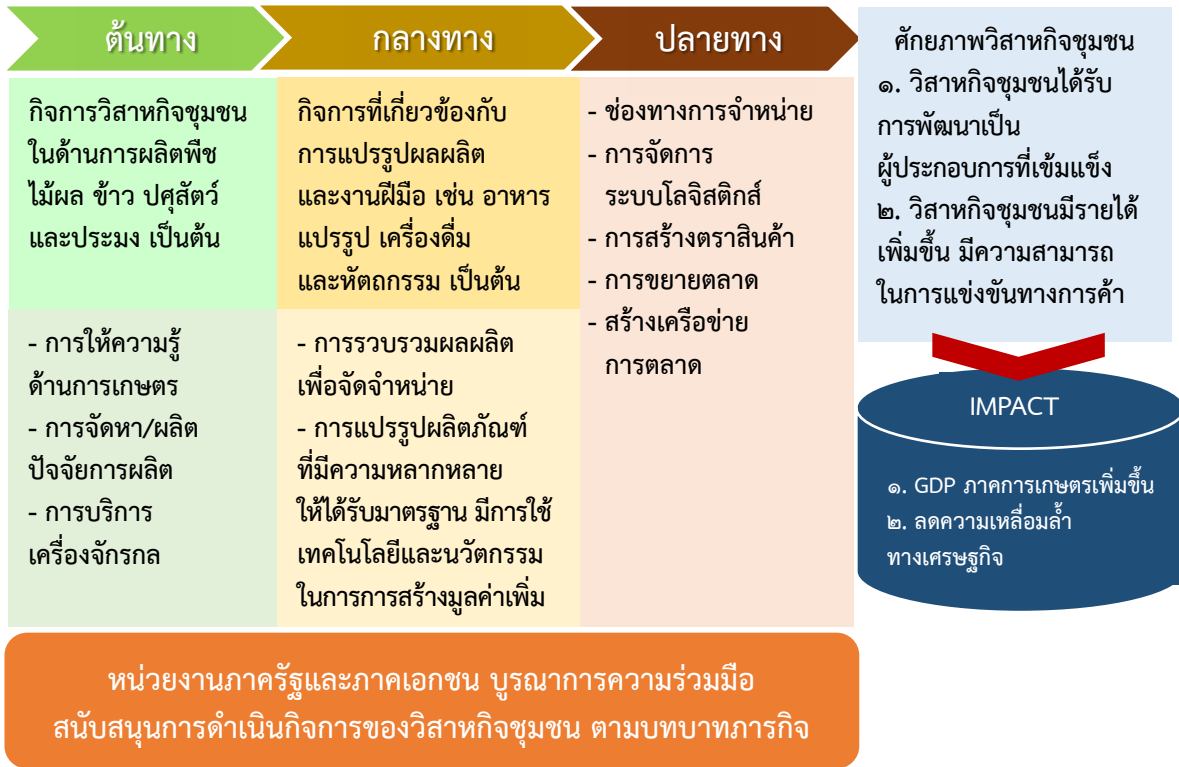 ต้นทาง
กลางทาง
ปลายทาง
กิจการวิสาหกิจชุมชน
ในด้านการผลิตพืช
ไม้ผล ข้าว ปศุสัตว์
และประมง เป็นต้น
- การให้ความรู้
ด้านการเกษตร
- การจัดหา/ผลิต
ปัจจัยการผลิต
- การบริการ
เครื่องจักรกล
กิจการที่เกี่ยวข้องกับ
การแปรรูปผลผลิต
และงานฝีมือ เช่น อาหาร
แปรรูป เครื่องดื่ม
และหัตถกรรม เป็นต้น
- การรวบรวมผลผลิต
เพื่อจัดจำหน่าย
- การแปรรูปผลิตภัณฑ์
ที่มีความหลากหลาย
ให้ได้รับมาตรฐาน มีการใช้
เทคโนโลยีและนวัตกรรม
ในการการสร้างมูลค่าเพิ่ม
- ช่องทางการจำหน่าย
- การจัดการ
ระบบโลจิสติกส์
- การสร้างตราสินค้า
- การขยายตลาด
- สร้างเครือข่าย
การตลาด
ศักยภาพวิสาหกิจชุมชน
๑. วิสาหกิจชุมชนได้รับ
การพัฒนาเป็น
ผู้ประกอบการที่เข้มแข็ง
๒. วิสาหกิจชุมชนมีรายได้
เพิ่มขึ้น มีความสามารถ
ในการแข่งขันทางการค้า
IMPACT
๑. GDP ภาคการเกษตรเพิ่มขึ้น
๒. ลดความเหลื่อมล้ำ
ทางเศรษฐกิจ
หน่วยงานภาครัฐและภาคเอกชน บูรณาการความร่วมมือ
สนับสนุนการดำเนินกิจการของวิสาหกิจชุมชน ตามบทบาทภารกิจ